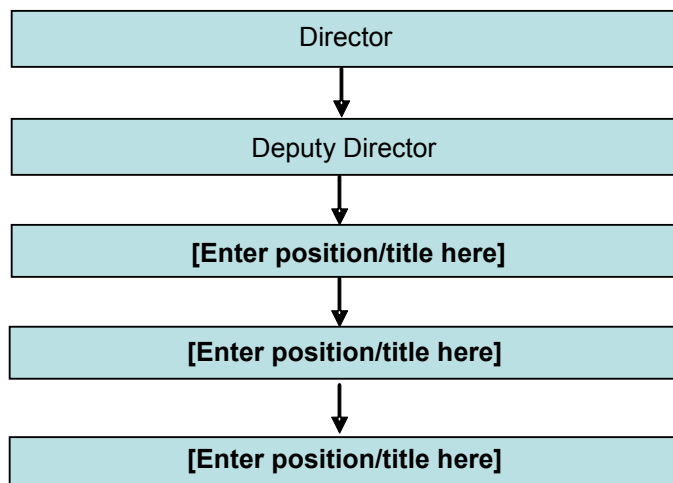 Director
Deputy Director
[Enter position/title here]
[Enter position/title here]
[Enter position/title here]